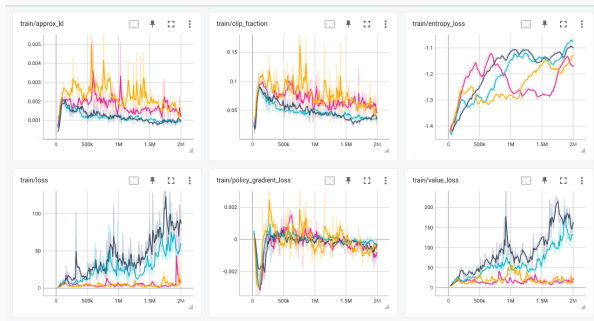 train/approx_kl
0.005
0.004
0.003
0.002
0.001
0
500k
1M
1.5M
2M
train/clip_fraction
0.15
0.1
0.05
0
500k
1M
1.5M
2M
train/entropy_loss
-1.1
-1.2
-1.3
-1.4
0
500k
1M
1.5M
2M
train/loss
100
50
0
0
500k
1M
1.5M
2M
train/policy_gradient_loss
0.002
0
-0.002
0
500k
1M
1.5M
2M
train/value_loss
200
150
100
50
0
0
500k
1M
1.5M
2M